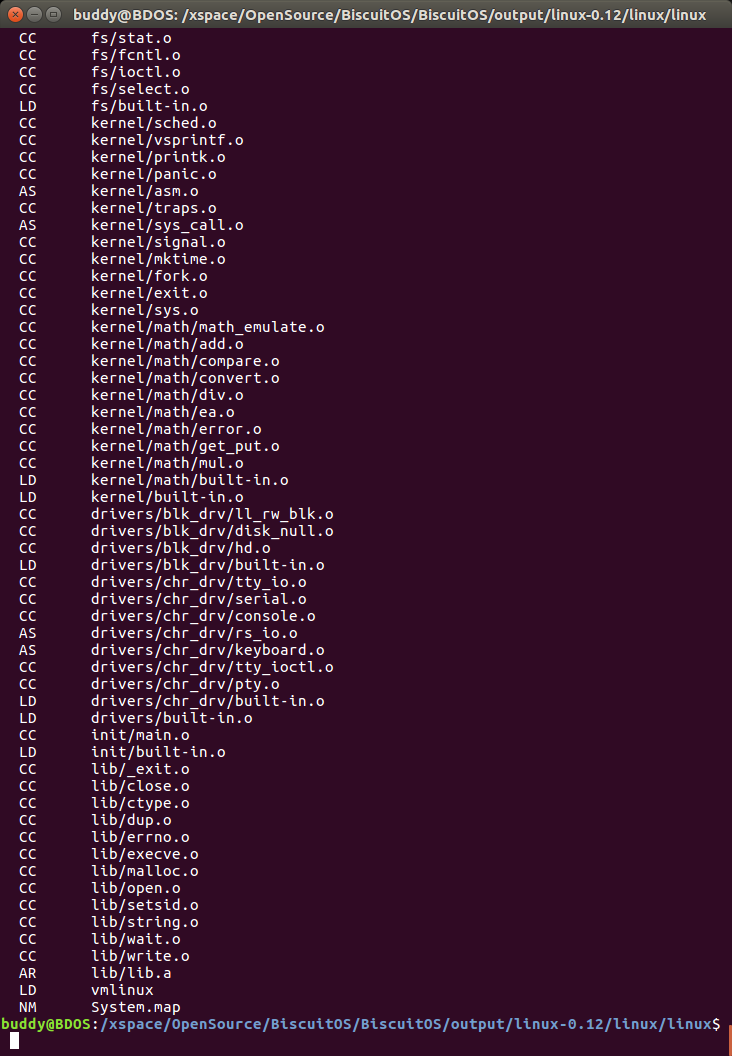 buddy@BDOS: /xspace/OpenSource/BiscuitOS/BiscuitOS/output/linux-0.12/linux/linux
CC      fs/stat.o
CC      fs/fcntl.o
CC      fs/ioctl.o
CC      fs/select.o
LD      fs/built-in.o
CC      kernel/sched.o
CC      kernel/vsprintf.o
CC      kernel/printk.o
CC      kernel/panic.o
AS      kernel/asm.o
CC      kernel/traps.o
AS      kernel/sys_call.o
CC      kernel/signal.o
CC      kernel/mktime.o
CC      kernel/fork.o
CC      kernel/exit.o
CC      kernel/sys.o
CC      kernel/math/math_emulate.o
CC      kernel/math/add.o
CC      kernel/math/compare.o
CC      kernel/math/convert.o
CC      kernel/math/div.o
CC      kernel/math/ea.o
CC      kernel/math/error.o
CC      kernel/math/get_put.o
CC      kernel/math/mul.o
LD      kernel/math/built-in.o
LD      kernel/built-in.o
CC      drivers/blk_drv/ll_rw_blk.o
CC      drivers/blk_drv/disk_null.o
CC      drivers/blk_drv/hd.o
LD      drivers/blk_drv/built-in.o
CC      drivers/chr_drv/tty_io.o
CC      drivers/chr_drv/serial.o
CC      drivers/chr_drv/console.o
AS      drivers/chr_drv/rs_io.o
AS      drivers/chr_drv/keyboard.o
CC      drivers/chr_drv/tty_ioctl.o
CC      drivers/chr_drv/pty.o
LD      drivers/chr_drv/built-in.o
LD      drivers/built-in.o
CC      init/main.o
LD      init/built-in.o
CC      lib/_exit.o
CC      lib/close.o
CC      lib/ctype.o
CC      lib/dup.o
CC      lib/errno.o
CC      lib/execve.o
CC      lib/malloc.o
CC      lib/open.o
CC      lib/setsid.o
CC      lib/string.o
CC      lib/wait.o
CC      lib/write.o
AR      lib/lib.a
LD      vmlinux
NM      System.map
buddy@BDOS:/xspace/OpenSource/BiscuitOS/BiscuitOS/output/linux-0.12/linux/linux$